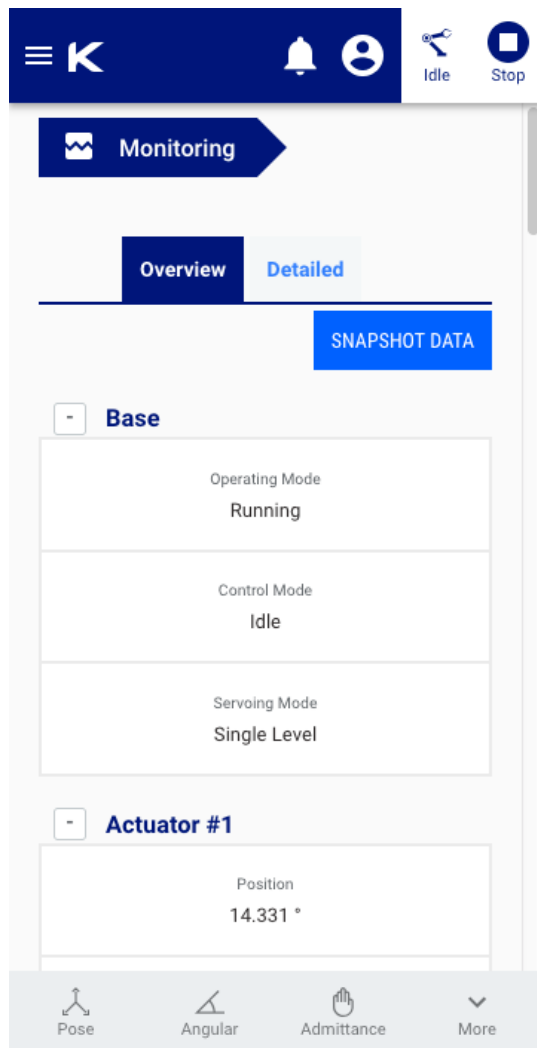 K
Idle
Stop
Monitoring
Overview
Detailed
SNAPSHOT DATA
- Base
Operating Mode
Running
Control Mode
Idle
Servoing Mode
Single Level
- Actuator #1
Position
14.331 °
Pose
Angular
Admittance
More